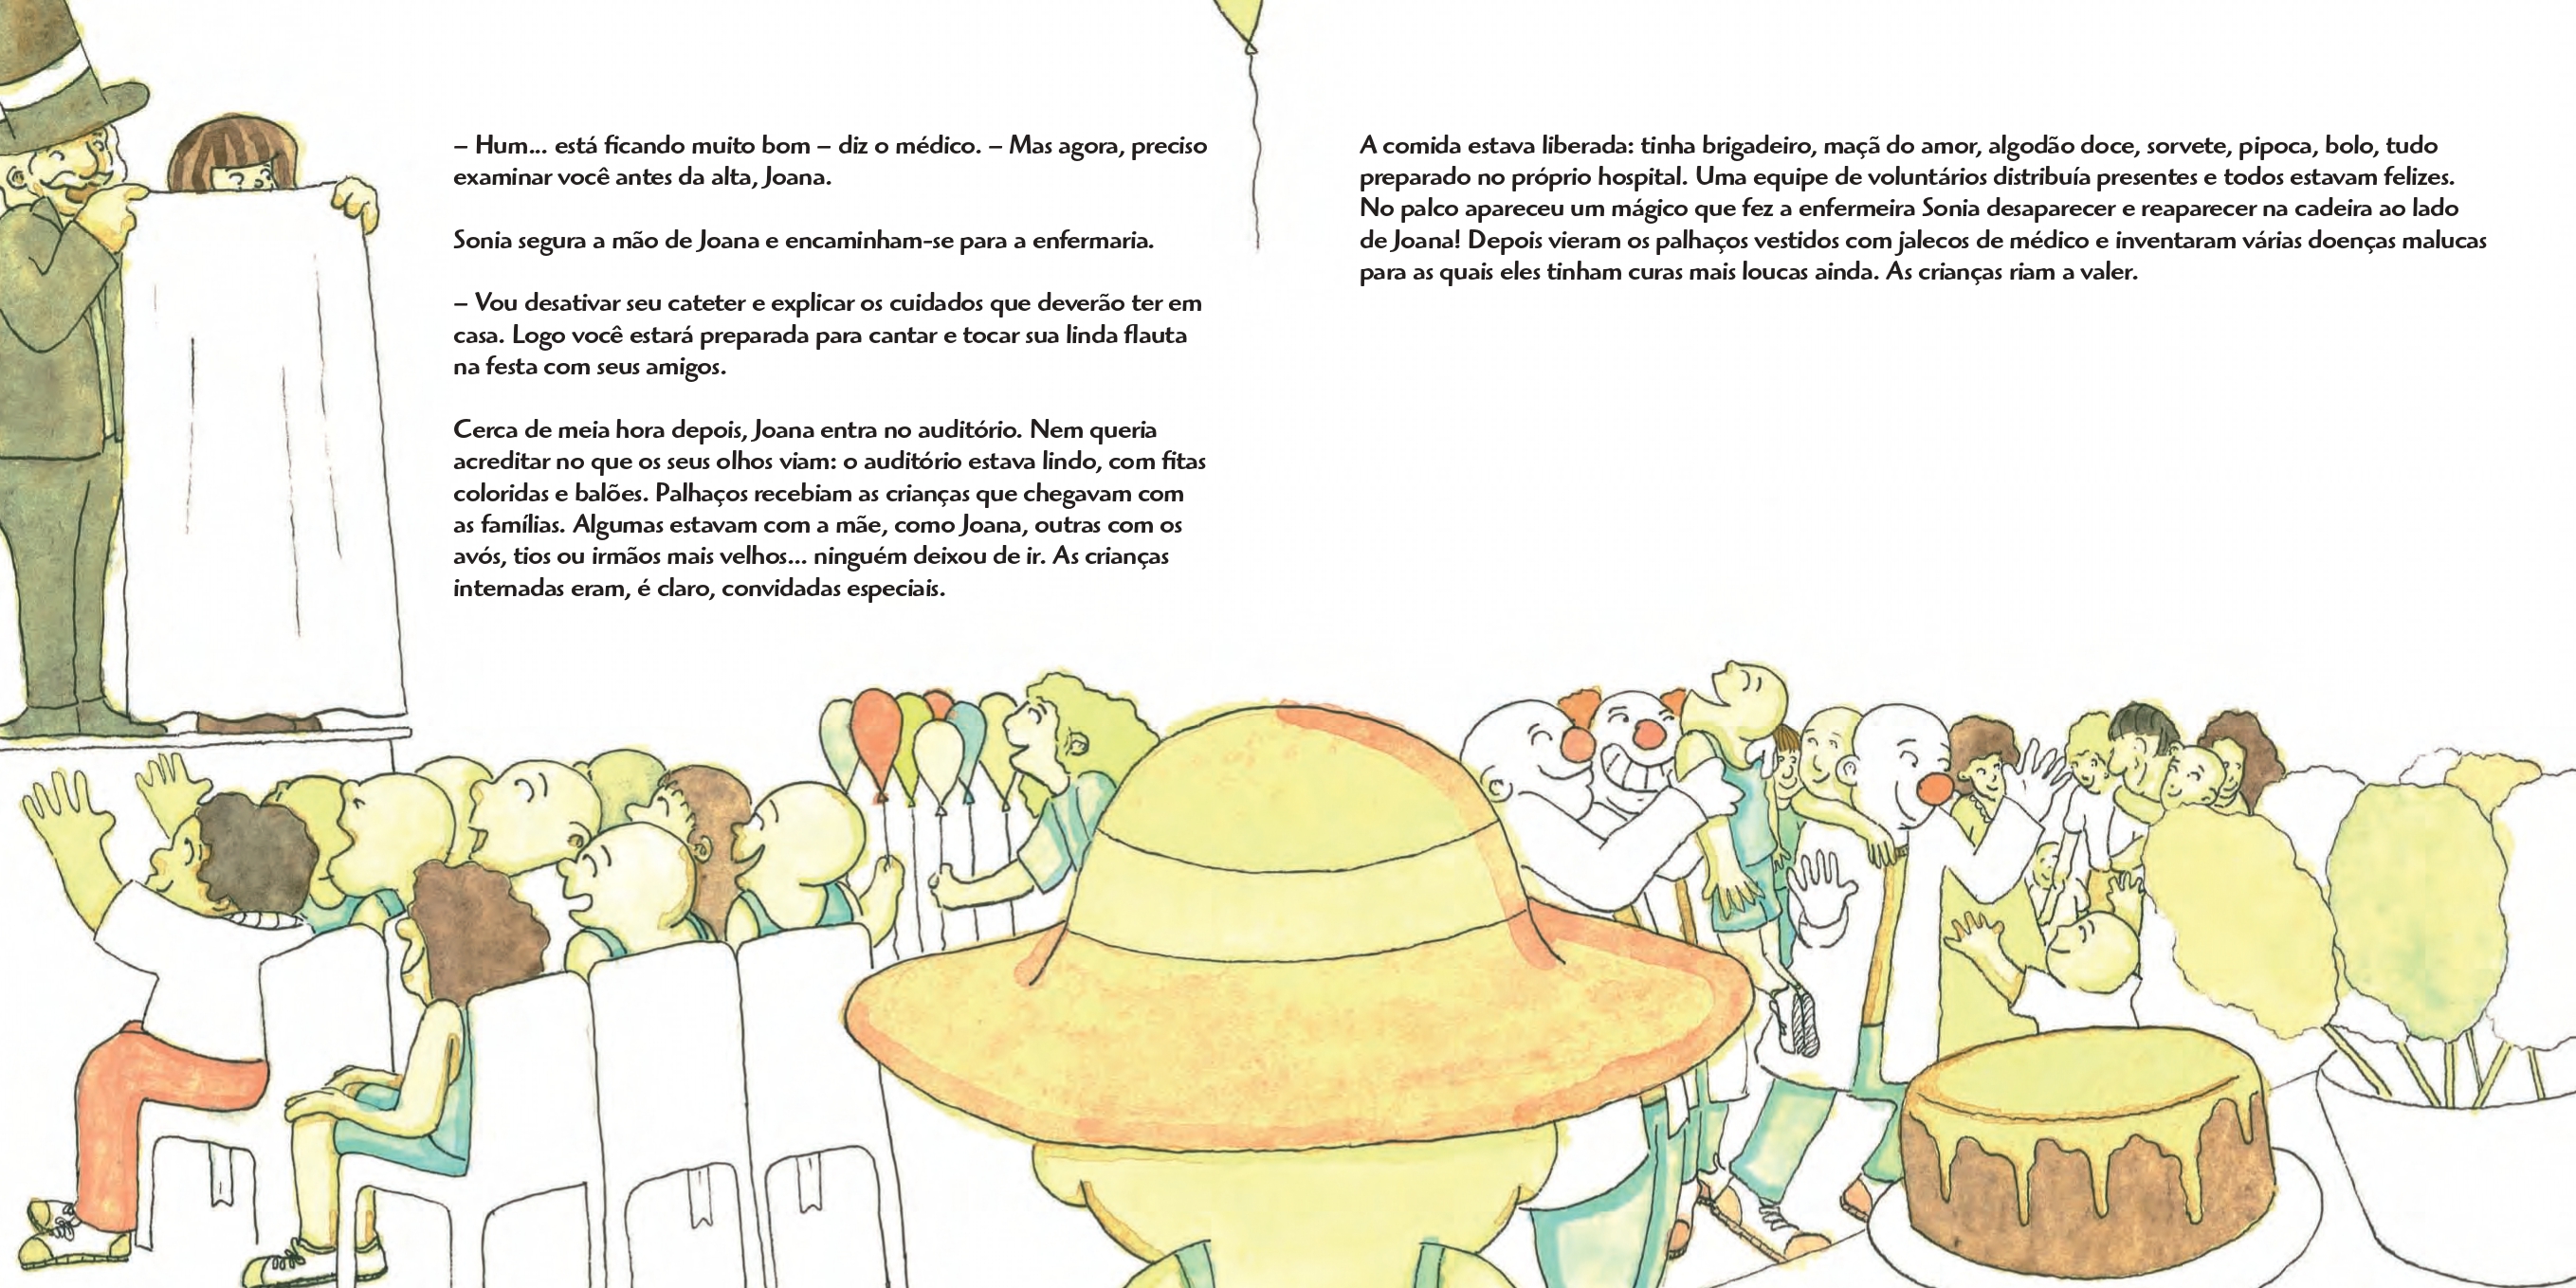 – Hum... está ficando muito bom – diz o médico. – Mas agora, preciso
examinar você antes da alta, Joana.
Sonia segura a mão de Joana e encaminham-se para a enfermaria.
– Vou desativar seu cateter e explicar os cuidados que deverão ter em
casa. Logo você estará preparada para cantar e tocar sua linda flauta
na festa com seus amigos.
Cerca de meia hora depois, Joana entra no auditório. Nem queria
acreditar no que os seus olhos viam: o auditório estava lindo, com fitas
coloridas e balões. Palhaços recebiam as crianças que chegavam com
as famílias. Algumas estavam com a mãe, como Joana, outras com os
avós, tios ou irmãos mais velhos... ninguém deixou de ir. As crianças
internadas eram, é claro, convidadas especiais.
A comida estava liberada: tinha brigadeiro, maçã do amor, algodão doce, sorvete, pipoca, bolo, tudo
preparado no próprio hospital. Uma equipe de voluntários distribuía presentes e todos estavam felizes.
No palco apareceu um mágico que fez a enfermeira Sonia desaparecer e reaparecer na cadeira ao lado
de Joana! Depois vieram os palhaços vestidos com jalecos de médico e inventaram várias doenças malucas
para as quais eles tinham curas mais loucas ainda. As crianças riam a valer.